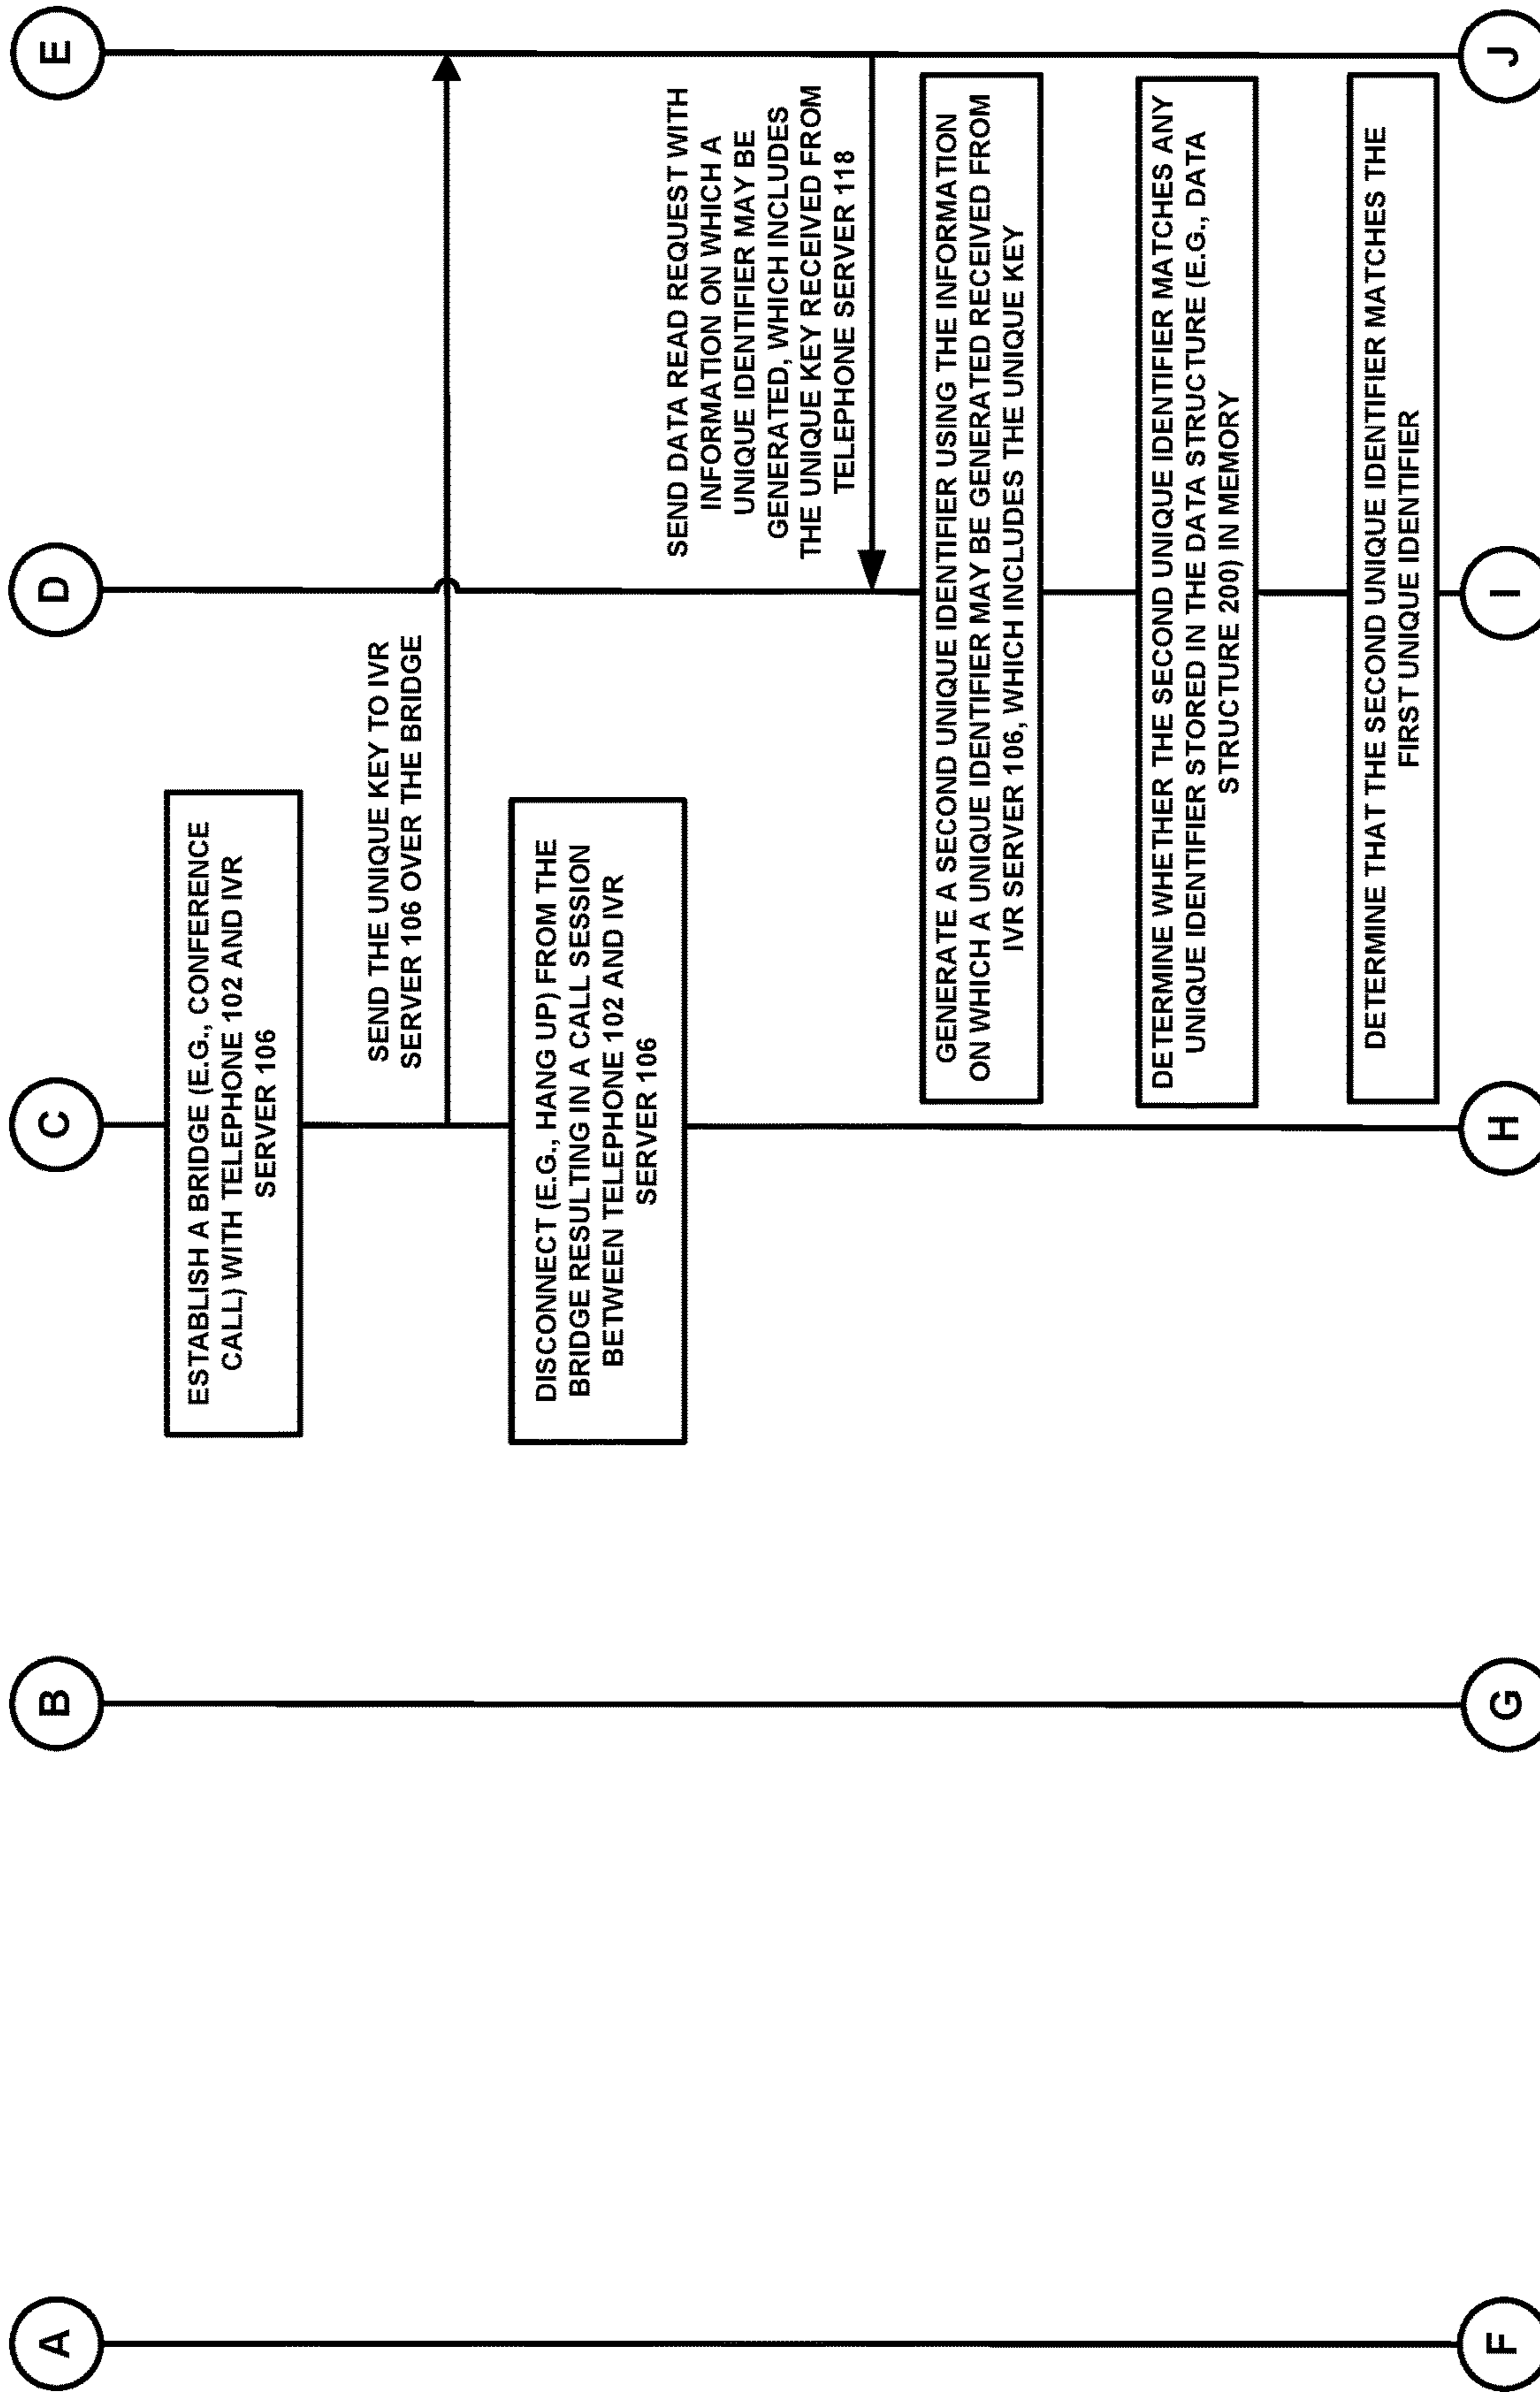 A
B
C
D
E
ESTABLISH A BRIDGE (E.G., CONFERENCE
CALL) WITH TELEPHONE 102 AND IVR
SERVER 106
SEND THE UNIQUE KEY TO IVR
SERVER 106 OVER THE BRIDGE
DISCONNECT (E.G., HANG UP) FROM THE
BRIDGE RESULTING IN A CALL SESSION
BETWEEN TELEPHONE 102 AND IVR
SERVER 106
SEND DATA READ REQUEST WITH
INFORMATION ON WHICH A
UNIQUE IDENTIFIER MAY BE
GENERATED, WHICH INCLUDES
THE UNIQUE KEY RECEIVED FROM
TELEPHONE SERVER 118
GENERATE A SECOND UNIQUE IDENTIFIER USING THE INFORMATION
ON WHICH A UNIQUE IDENTIFIER MAY BE GENERATED RECEIVED FROM
IVR SERVER 106, WHICH INCLUDES THE UNIQUE KEY
DETERMINE WHETHER THE SECOND UNIQUE IDENTIFIER MATCHES ANY
UNIQUE IDENTIFIER STORED IN THE DATA STRUCTURE (E.G., DATA
STRUCTURE 200) IN MEMORY
DETERMINE THAT THE SECOND UNIQUE IDENTIFIER MATCHES THE
FIRST UNIQUE IDENTIFIER
F
G
H
I
J